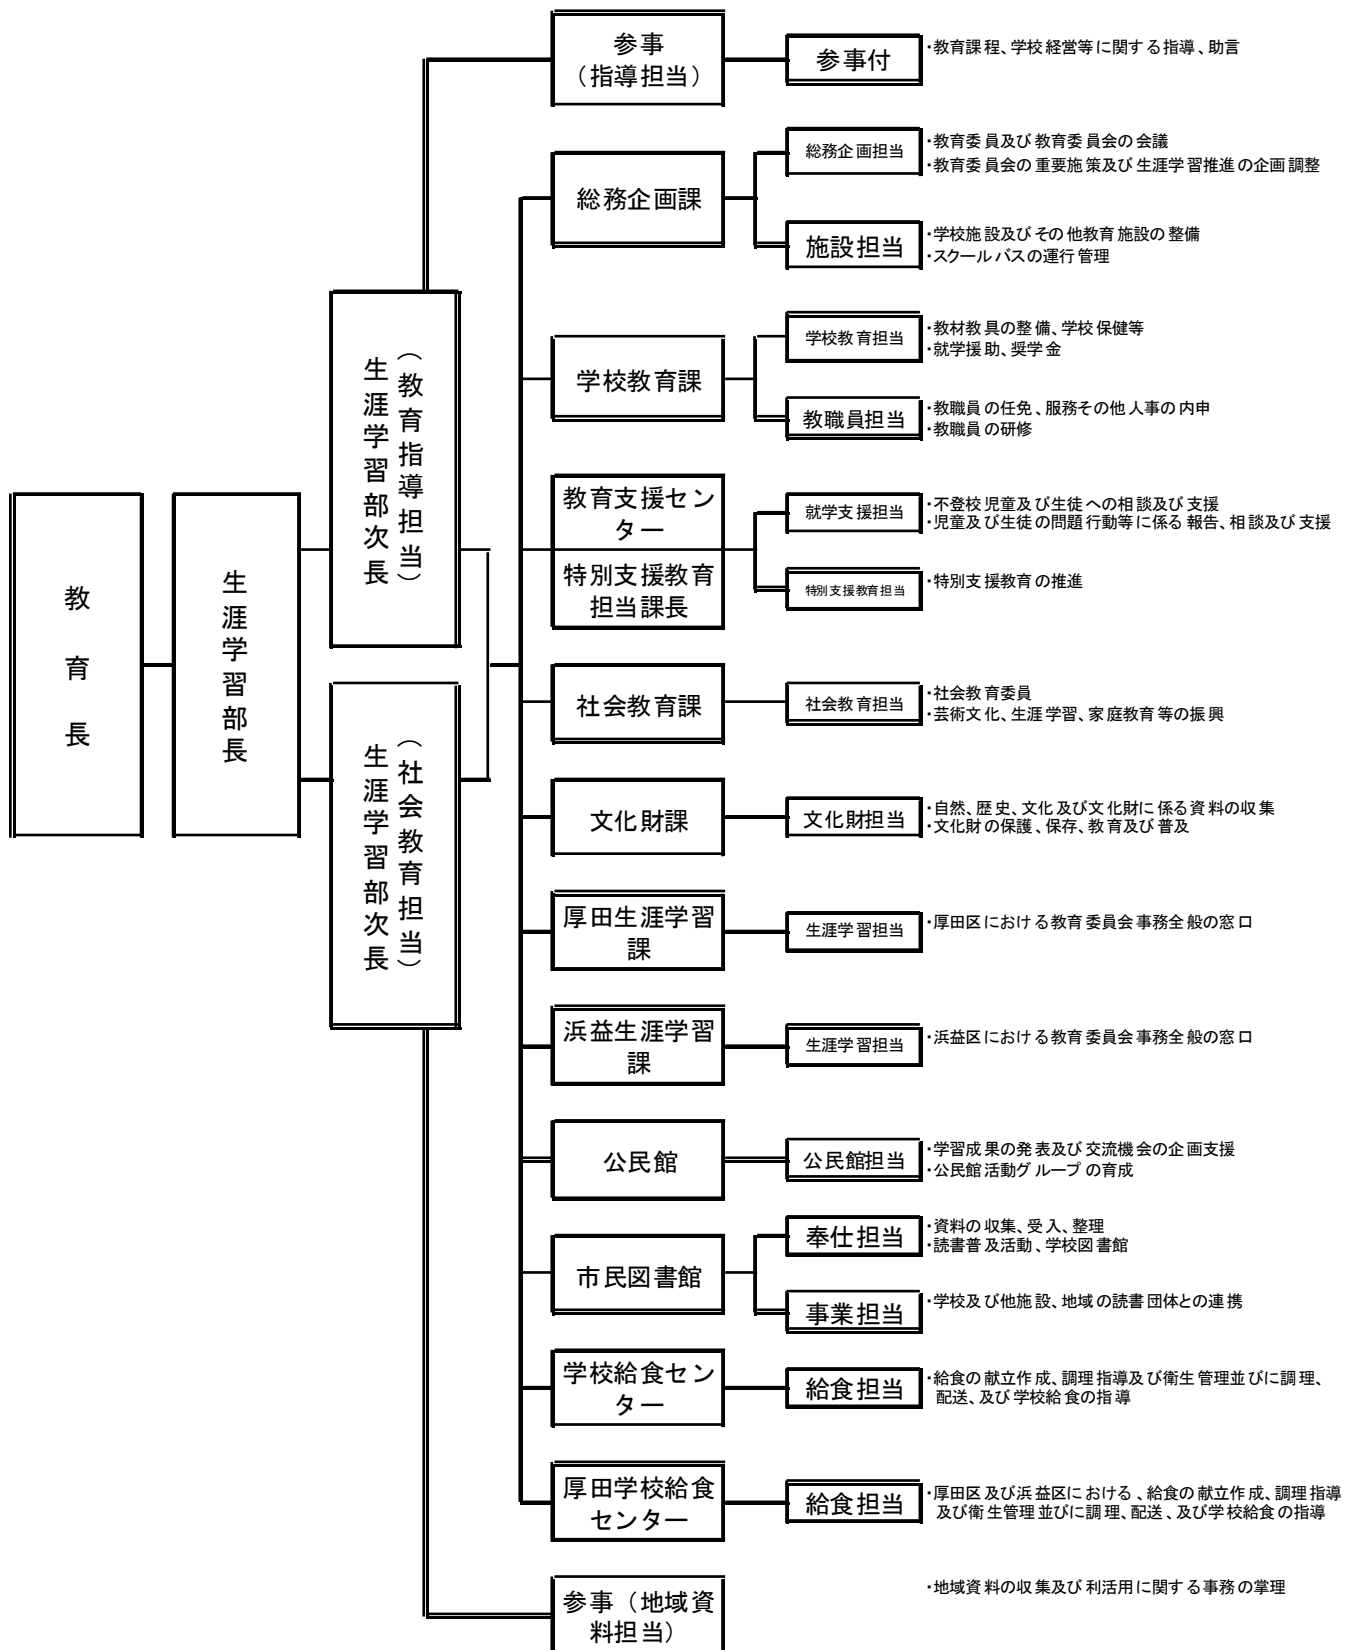 教育長
生涯学習部長
生涯学習部次長
（教育指導担当）
生涯学習部次長
（社会教育担当）
参事
（指導担当）
参事付
・教育課程、学校経営等に関する指導、助言
総務企画課
総務企画担当
・教育委員及び教育委員会の会議
・教育委員会の重要施策及び生涯学習推進の企画調整
施設担当
・学校施設及びその他教育施設の整備
・スクールバスの運行管理
学校教育課
学校教育担当
・教材教具の整備、学校保健等
・就学援助、奨学金
教職員担当
・教職員の任免、服務その他人事の内申
・教職員の研修
教育支援セン
ター
特別支援教育
担当課長
就学支援担当
・不登校児童及び生徒への相談及び支援
・児童及び生徒の問題行動等に係る報告、相談及び支援
特別支援教育担当
・特別支援教育の推進
社会教育課
社会教育担当
・社会教育委員
・芸術文化、生涯学習、家庭教育等の振興
文化財課
文化財担当
・自然、歴史、文化及び文化財に係る資料の収集
・文化財の保護、保存、教育及び普及
厚田生涯学習
課
生涯学習担当
・厚田区における教育委員会事務全般の窓口
浜益生涯学習
課
生涯学習担当
・浜益区における教育委員会事務全般の窓口
公民館
公民館担当
・学習成果の発表及び交流機会の企画支援
・公民館活動グループの育成
市民図書館
奉仕担当
・資料の収集、受入、整理
・読書普及活動、学校図書館
事業担当
・学校及び他施設、地域の読書団体との連携
学校給食セン
ター
給食担当
・給食の献立作成、調理指導及び衛生管理並びに調理、
配送、及び学校給食の指導
厚田学校給食
センター
給食担当
・厚田区及び浜益区における、給食の献立作成、調理指導
及び衛生管理並びに調理、配送、及び学校給食の指導
参事（地域資
料担当）
・地域資料の収集及び利活用に関する事務の掌理